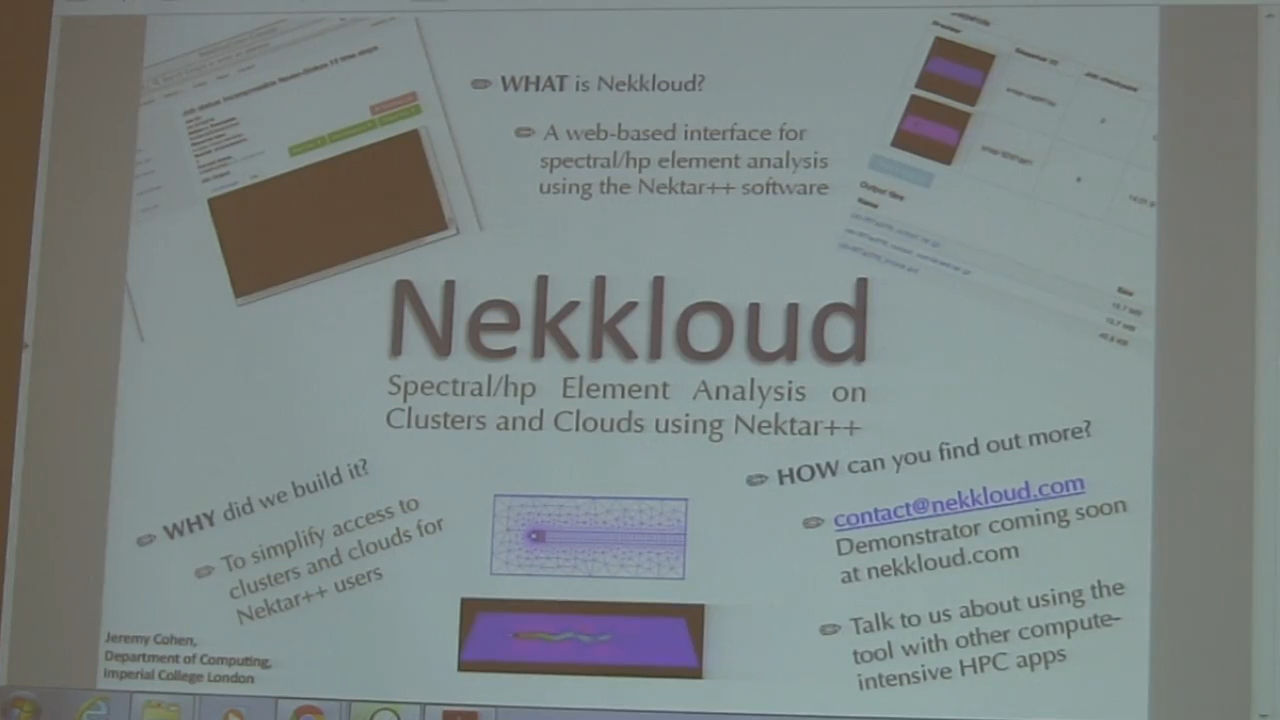 WHAT is Nekkloud?
A web-based interface for
spectral/hp element analysis
using the Nektar++ software
Nekkloud
Spectral/hp Element Analysis on
Clusters and Clouds using Nektar++
WHY did we build it?
To simplify access to
clusters and clouds for
Nektar++ users
HOW can you find out more?
contact@nekkloud.com
Demonstrator coming soon
at nekkloud.com
Talk to us about using the
tool with other compute-
intensive HPC apps
Jeremy Cohen,
Department of Computing,
Imperial College London
Output files
Name
Size